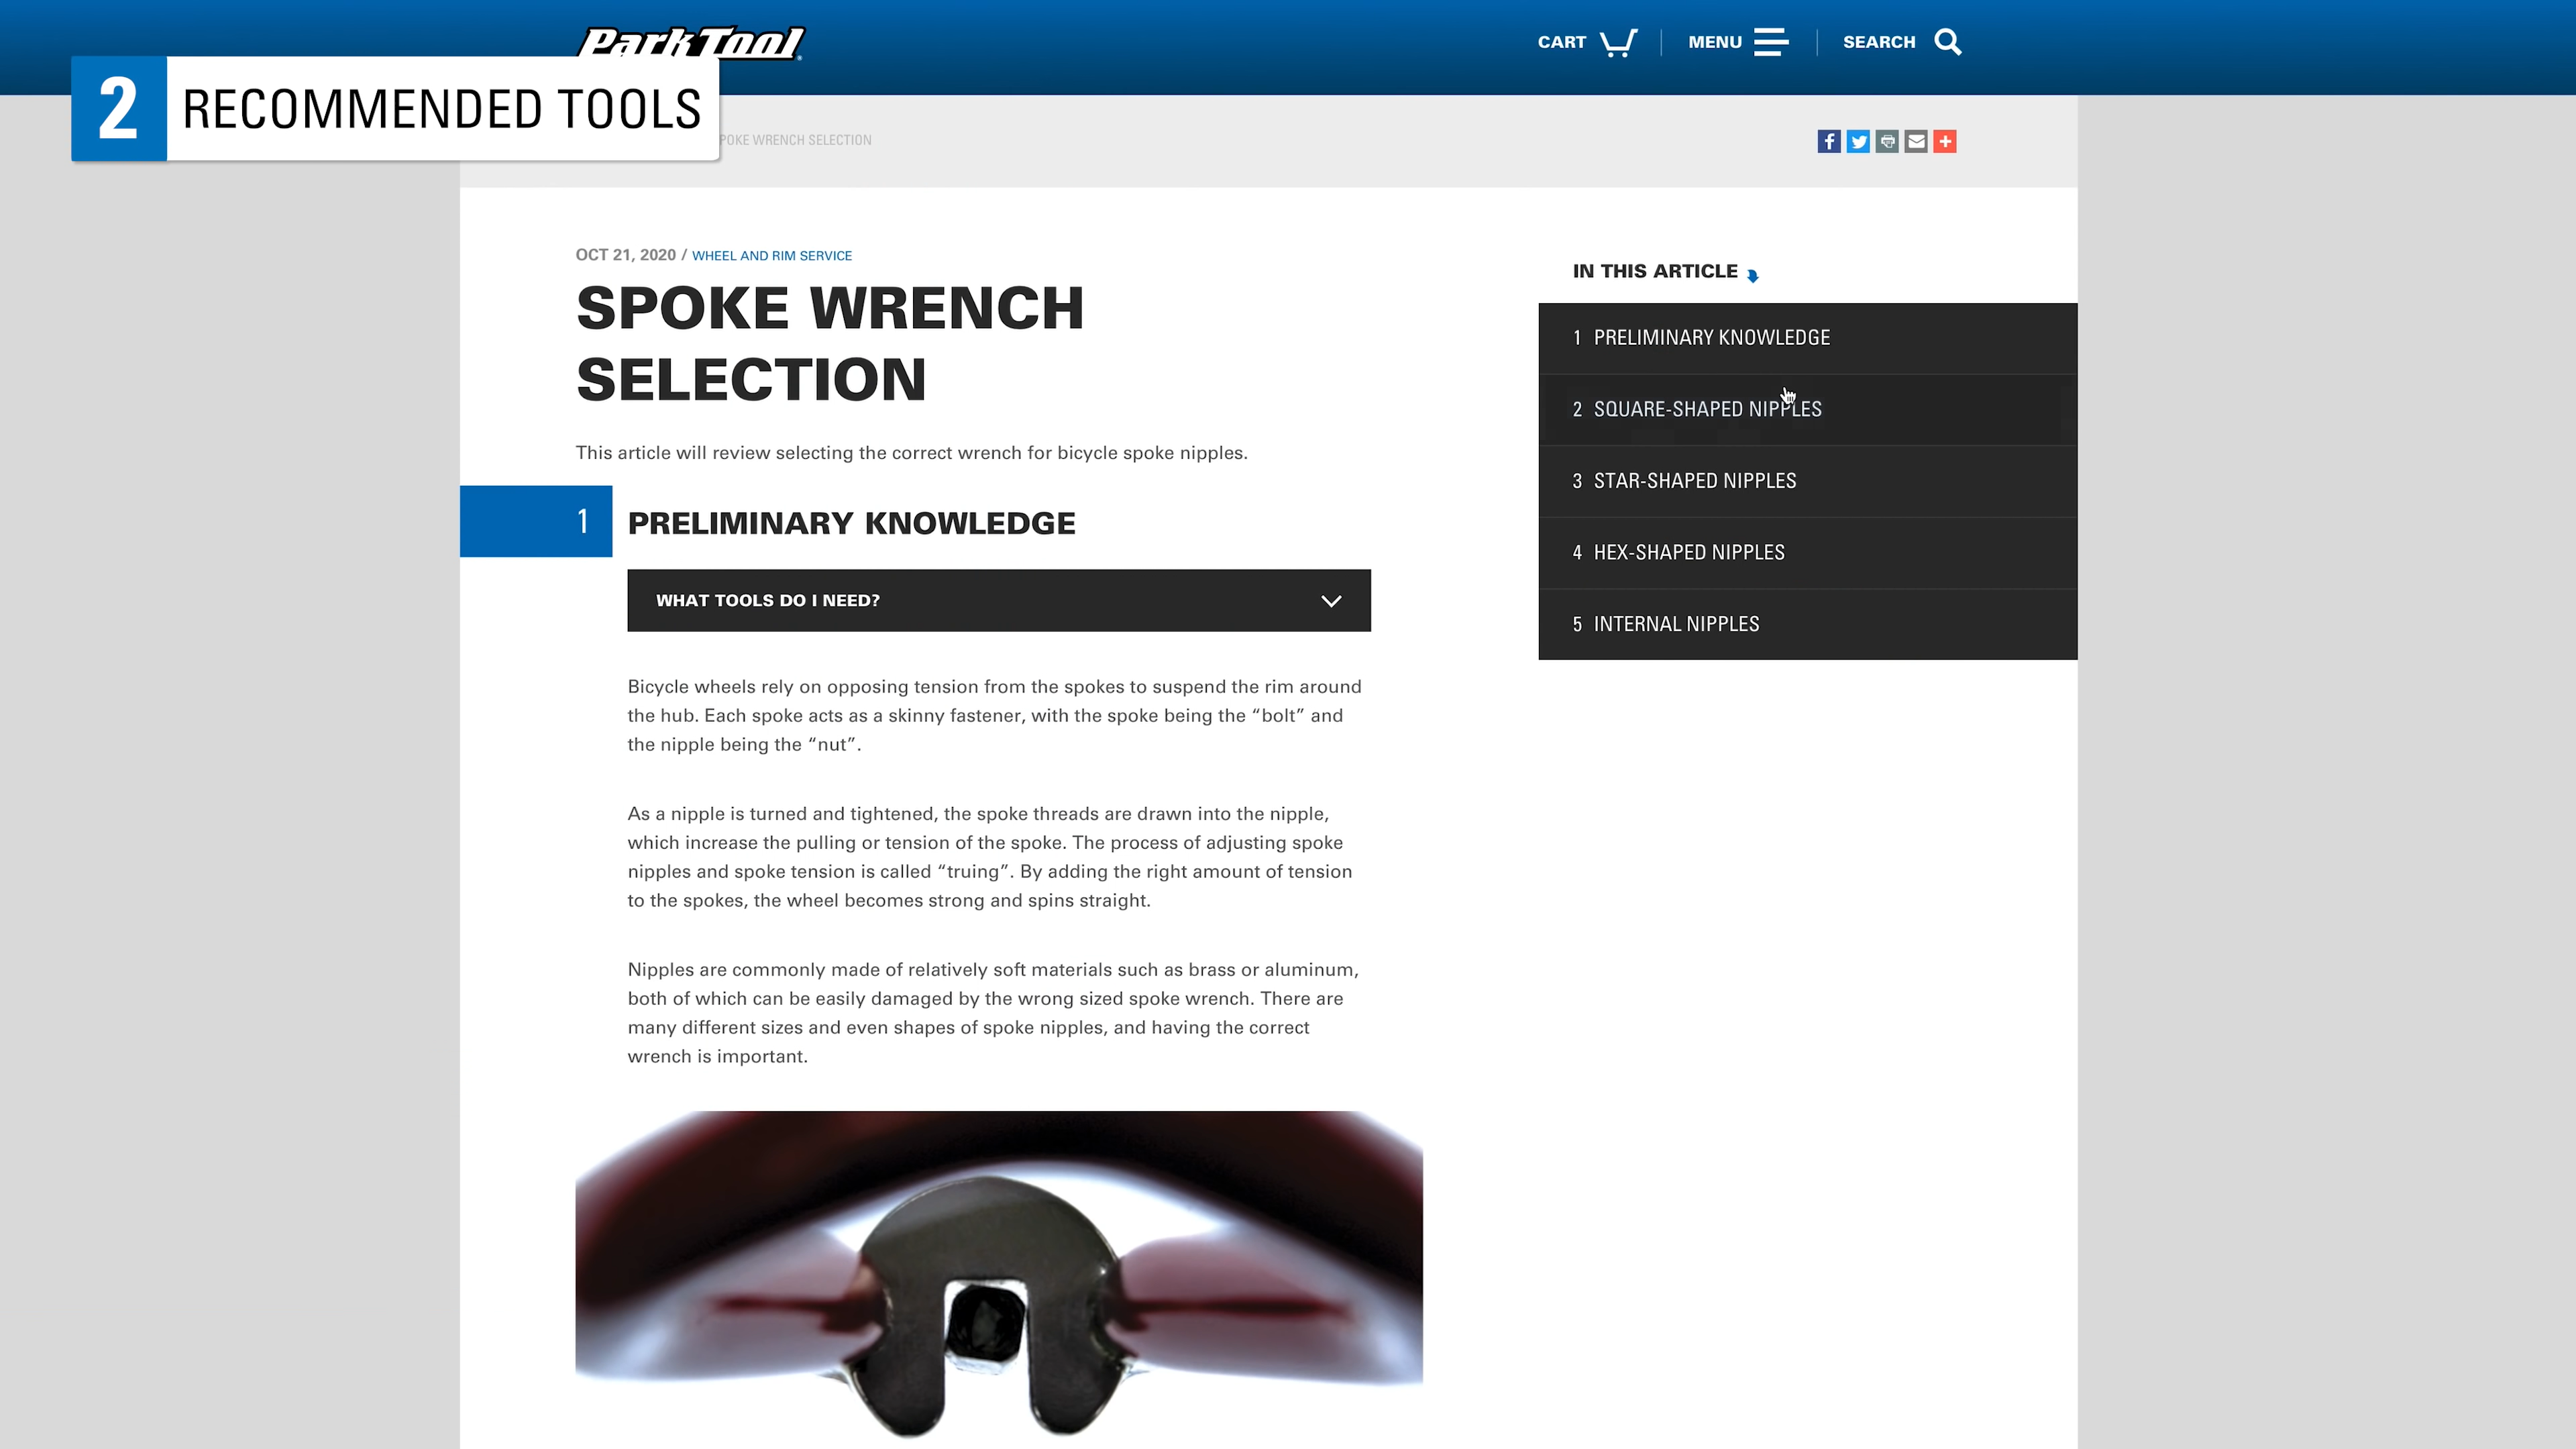 ParkTool
CART
MENU
SEARCH
2 RECOMMENDED TOOLS
SPOKE WRENCH SELECTION
OCT 21, 2020 / WHEEL AND RIM SERVICE
SPOKE WRENCH
SELECTION
This article will review selecting the correct wrench for bicycle spoke nipples.
1 PRELIMINARY KNOWLEDGE
WHAT TOOLS DO I NEED?
Bicycle wheels rely on opposing tension from the spokes to suspend the rim around
the hub. Each spoke acts as a skinny fastener, with the spoke being the “bolt” and
the nipple being the “nut”.
As a nipple is turned and tightened, the spoke threads are drawn into the nipple,
which increase the pulling or tension of the spoke. The process of adjusting spoke
nipples and spoke tension is called “truing”. By adding the right amount of tension
to the spokes, the wheel becomes strong and spins straight.
Nipples are commonly made of relatively soft materials such as brass or aluminum,
both of which can be easily damaged by the wrong sized spoke wrench. There are
many different sizes and even shapes of spoke nipples, and having the correct
wrench is important.
IN THIS ARTICLE
1 PRELIMINARY KNOWLEDGE
2 SQUARE-SHAPED NIPPLES
3 STAR-SHAPED NIPPLES
4 HEX-SHAPED NIPPLES
5 INTERNAL NIPPLES